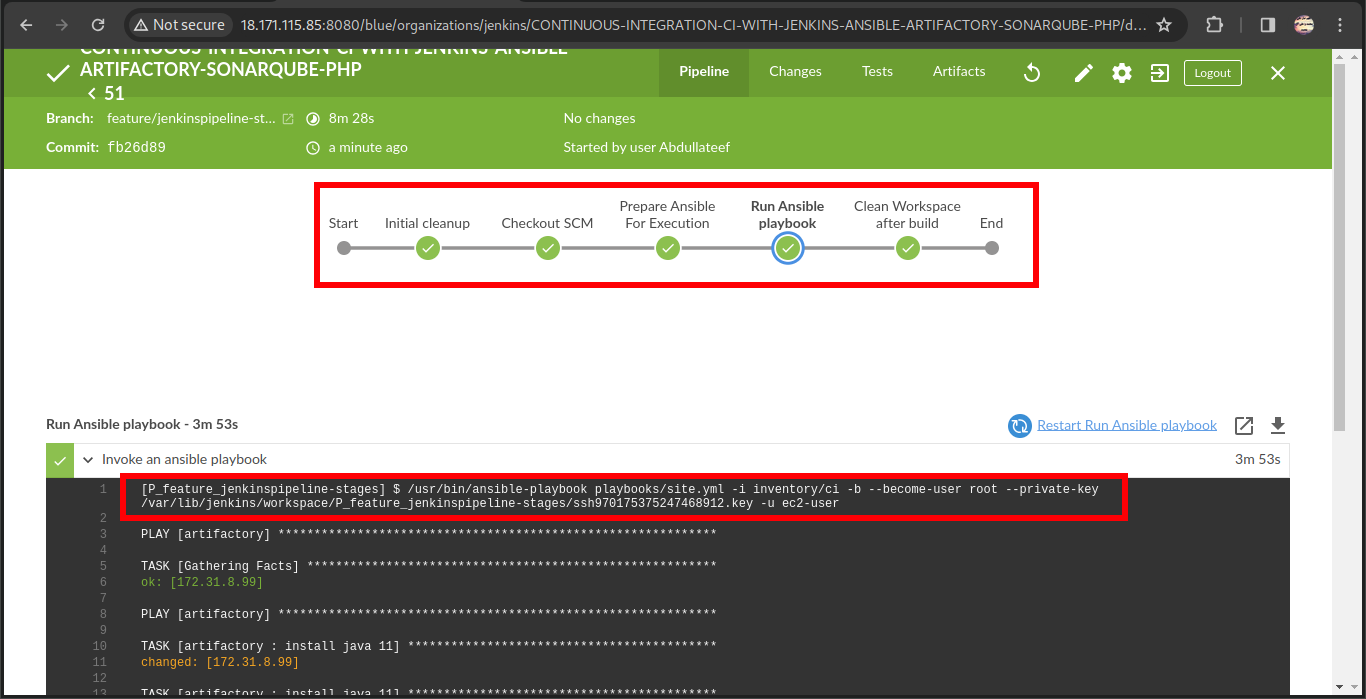 Not secure 18.171.115.85:8080/blue/organizations/jenkins/CONTINUOUS-INTEGRATION-CI-WITH-JENKINS-ANSIBLE-ARTIFACTORY-SONARQUBE-PHP/d...
CONTINUOUS-INTEGRATION-CI-WITH-JENKINS-ANSIBLE-
ARTIFACTORY-SONARQUBE-PHP
< 51
Pipeline Changes Tests Artifacts Logout
Branch: feature/jenkinspipeline-st... 8m 28s No changes
Commit: fb26d89 a minute ago Started by user Abdullateef
Prepare Ansible Run Ansible Clean Workspace
Start Initial cleanup Checkout SCM For Execution playbook after build End
Run Ansible playbook - 3m 53s Restart Run Ansible playbook
Invoke an ansible playbook 3m 53s
1 [P_feature_jenkinspipeline-stages] $ /usr/bin/ansible-playbook playbooks/site.yml -i inventory/ci -b --become-user root --private-key
/var/lib/jenkins/workspace/P_feature_jenkinspipeline-stages/ssh970175375247468912.key -u ec2-user
2
3 PLAY [artifactory] *************************************************************
4
5 TASK [Gathering Facts] *********************************************************
6 ok: [172.31.8.99]
7
8 PLAY [artifactory] *************************************************************
9
10 TASK [artifactory : install java 11] *******************************************
11 changed: [172.31.8.99]
12
13 TASK [artifactory : install java 11] *******************************************